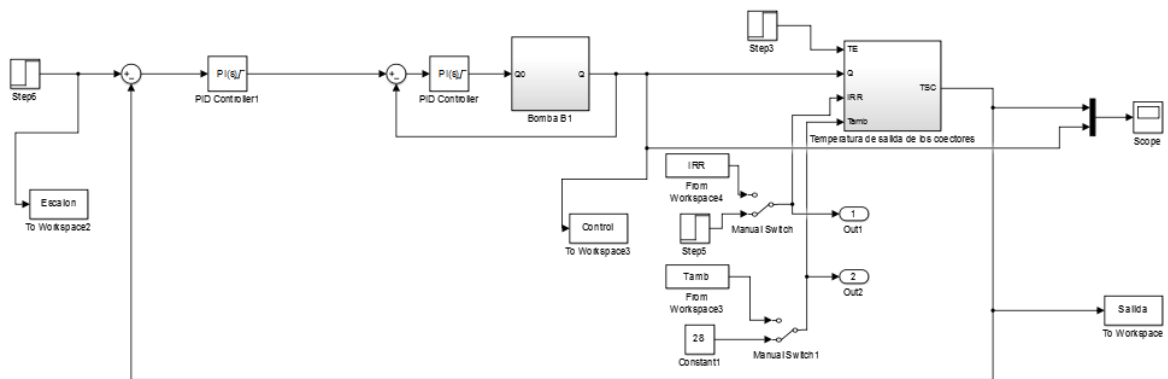 Step3
TE
Q
IRR
Tamb
TSC
Temperatura de salida de los coectores
Step6
PI(s)
PID Controller1
PI(s)
PID Controller
Q0
Q
Bomba B1
Scope
Escalon
To Workspace2
Control
To Workspace3
IRR
From
Workspace4
Step5
Manual Switch
1
Out1
Tamb
From
Workspace3
2
Out2
28
Constant1
Manual Switch1
Salida
To Workspace